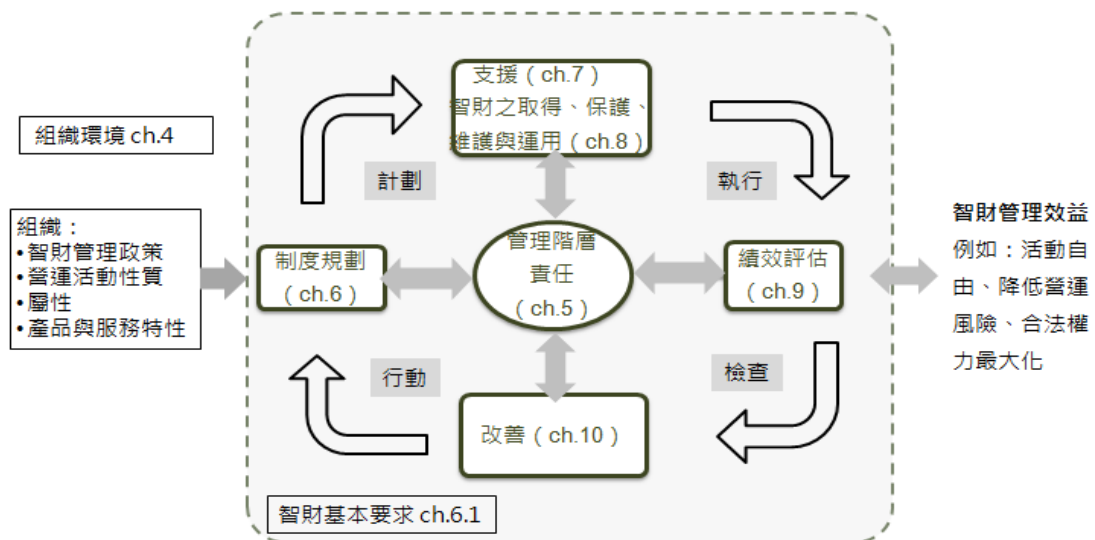 支援（ch.7）
智財之取得、保護、
維護與運用（ch.8）
組織環境 ch.4
計劃
執行
組織：
•智財管理政策
•營運活動性質
•屬性
•產品與服務特性
制度規劃
（ch.6）
管理階層
責任
（ch.5）
績效評估
（ch.9）
智財管理效益
例如：活動自
由、降低營運
風險、合法權
力最大化
行動
檢查
改善（ch.10）
智財基本要求 ch.6.1